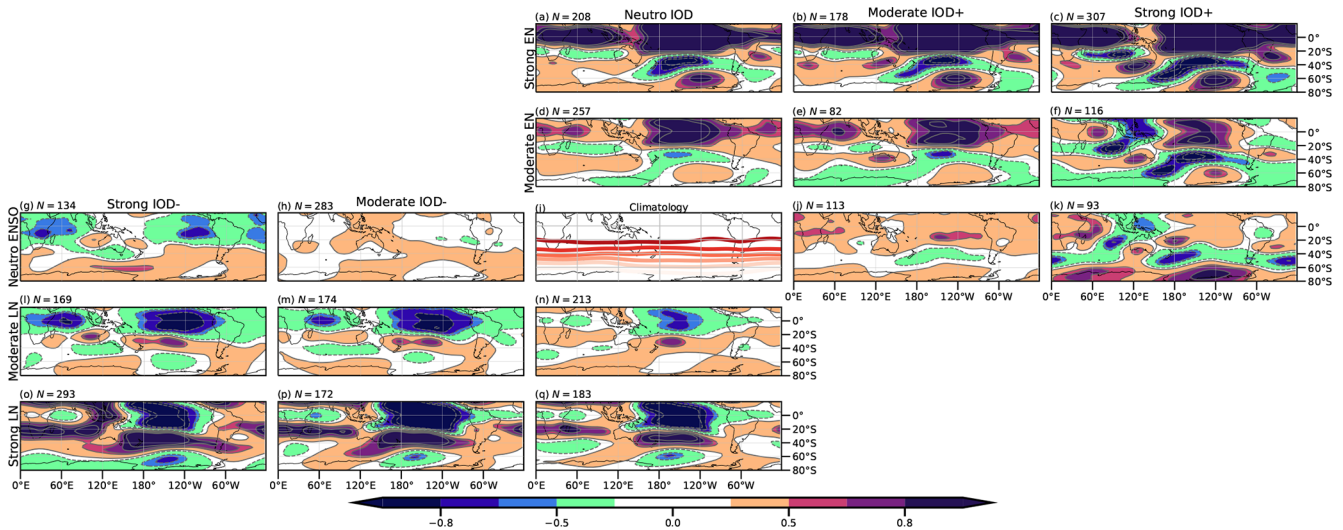 Neutro IOD
Moderate IOD+
Strong IOD+
(a) N = 208
(b) N = 178
(c) N = 307
Strong EN
0°
20°S
40°S
60°S
80°S
(d) N = 257
(e) N = 82
(f) N = 116
Moderate EN
0°
20°S
40°S
60°S
80°S
Strong IOD-
Moderate IOD-
Climatology
(g) N = 134
(h) N = 283
(i)
(j) N = 113
(k) N = 93
Neutro ENSO
0°
20°S
40°S
60°S
80°S
0°E 60°E 120°E 180°E 120°W 60°W 0°E 60°E 120°E 180°E 120°W 60°W
(l) N = 169
(m) N = 174
(n) N = 213
Moderate LN
0°
20°S
40°S
60°S
80°S
(o) N = 293
(p) N = 172
(q) N = 183
Strong LN
0°
20°S
40°S
60°S
80°S
0°E 60°E 120°E 180°E 120°W 60°W 0°E 60°E 120°E 180°E 120°W 60°W 0°E 60°E 120°E 180°E 120°W 60°W
−0.8 −0.5 0.0 0.5 0.8